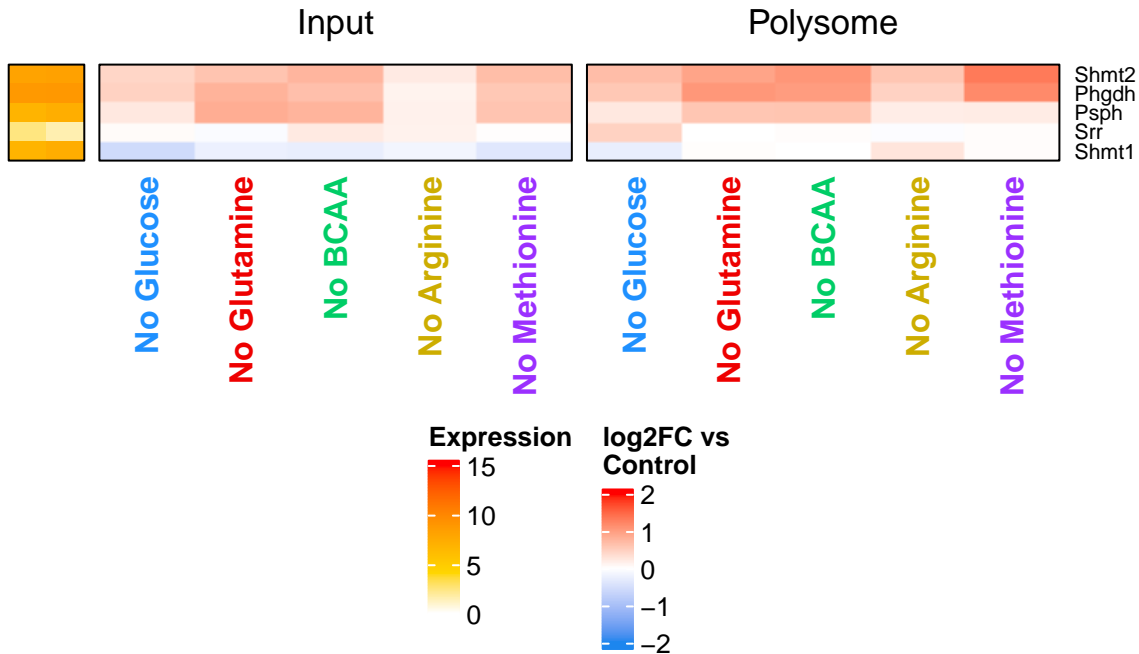 Input
Polysome
Shmt2
Phgdh
Psph
Srr
Shmt1
No Glucose
No Glutamine
No BCAA
No Arginine
No Methionine
No Glucose
No Glutamine
No BCAA
No Arginine
No Methionine
Expression
15
10
5
0
log2FC vs
Control
2
1
0
−1
−2